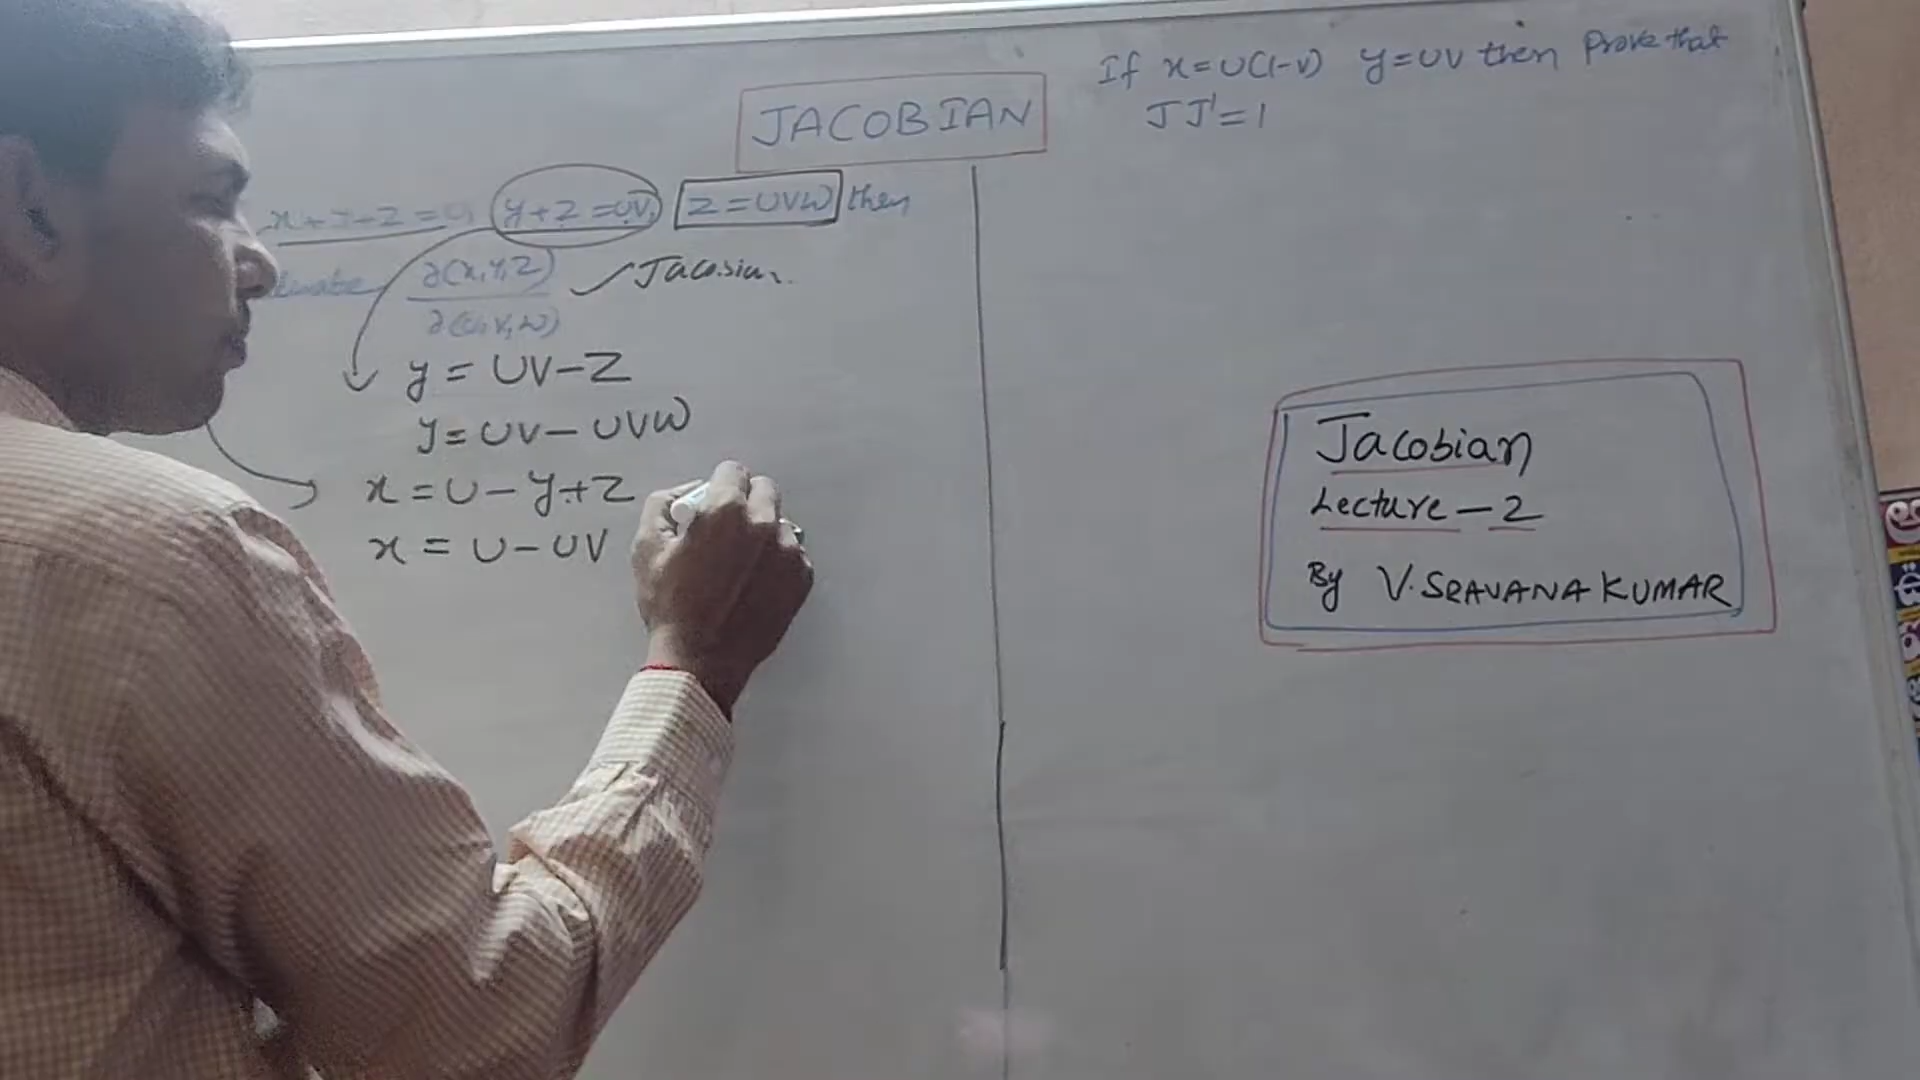 If x=U(1-V) y=UV then Prove that
JJ'=1
JACOBIAN
x+y-z=U, y+z=UV, z=UVW then
∂(x,y,z)
∂(U,V,W)
Jacobian.
y = UV-Z
y=UV-UVW
x=U-y+z
x = U-UV
Jacobian
Lecture-2
By V.SRAVANA KUMAR